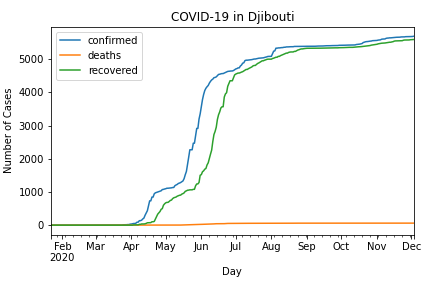 COVID-19 in Djibouti
confirmed
deaths
recovered
Number of Cases
5000
4000
3000
2000
1000
0
Feb Mar Apr May Jun Jul Aug Sep Oct Nov Dec
2020
Day